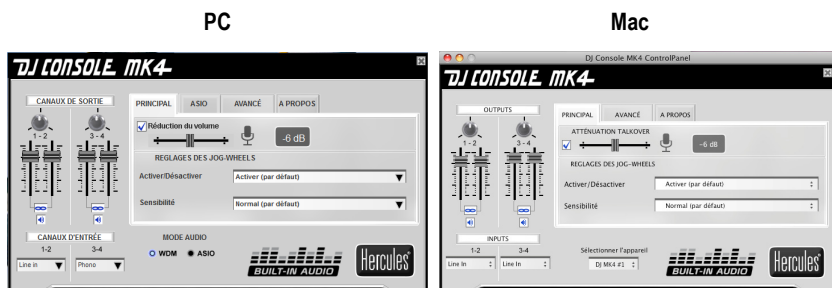 PC
Mac
DJ CONSOLE MK4
CANAUX DE SORTIE
1 - 2
3 - 4
PRINCIPAL
ASIO
AVANCÉ
A PROPOS
Réduction du volume
-6 dB
REGLAGES DES JOG-WHEELS
Activer/Désactiver
Activer (par défaut)
Sensibilité
Normal (par défaut)
CANAUX D'ENTRÉE
1-2
3-4
Line in
Phono
MODE AUDIO
WDM
ASIO
BUILT-IN AUDIO
Hercules
DJ Console MK4 ControlPanel
DJ CONSOLE MK4
OUTPUTS
1 - 2
3 - 4
PRINCIPAL
AVANCÉ
A PROPOS
ATTÉNUATION TALKOVER
-6 dB
REGLAGES DES JOG-WHEELS
Activer/Désactiver
Activer (par défaut)
Sensibilité
Normal (par défaut)
INPUTS
1-2
3-4
Line In
Line In
Sélectionner l'appareil
DJ MK4 #1
BUILT-IN AUDIO
Hercules